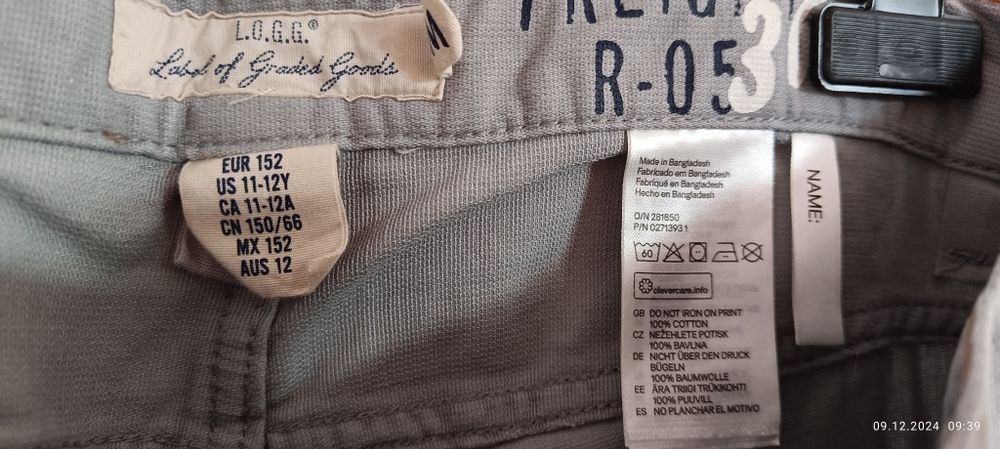 L.O.G.G.®
Label of Graded Goods
M
R-05
3
EUR 152
US 11-12Y
CA 11-12A
CN 150/66
MX 152
AUS 12
Made in Bangladesh
Fabricado em Bangladesh
Fabriqué en Bangladesh
Hecho en Bangladesh
O/N 281850
P/N 0271393 1
60
clevercare.info
GB DO NOT IRON ON PRINT
100% COTTON
CZ NEŽEHLETE POTISK
100% BAVLNA
DE NICHT ÜBER DEN DRUCK
BÜGELN
100% BAUMWOLLE
EE ÄRA TRIIGI TRÜKIKOHTI
100% PUUVILL
ES NO PLANCHAR EL MOTIVO
NAME:
09.12.2024 09:39